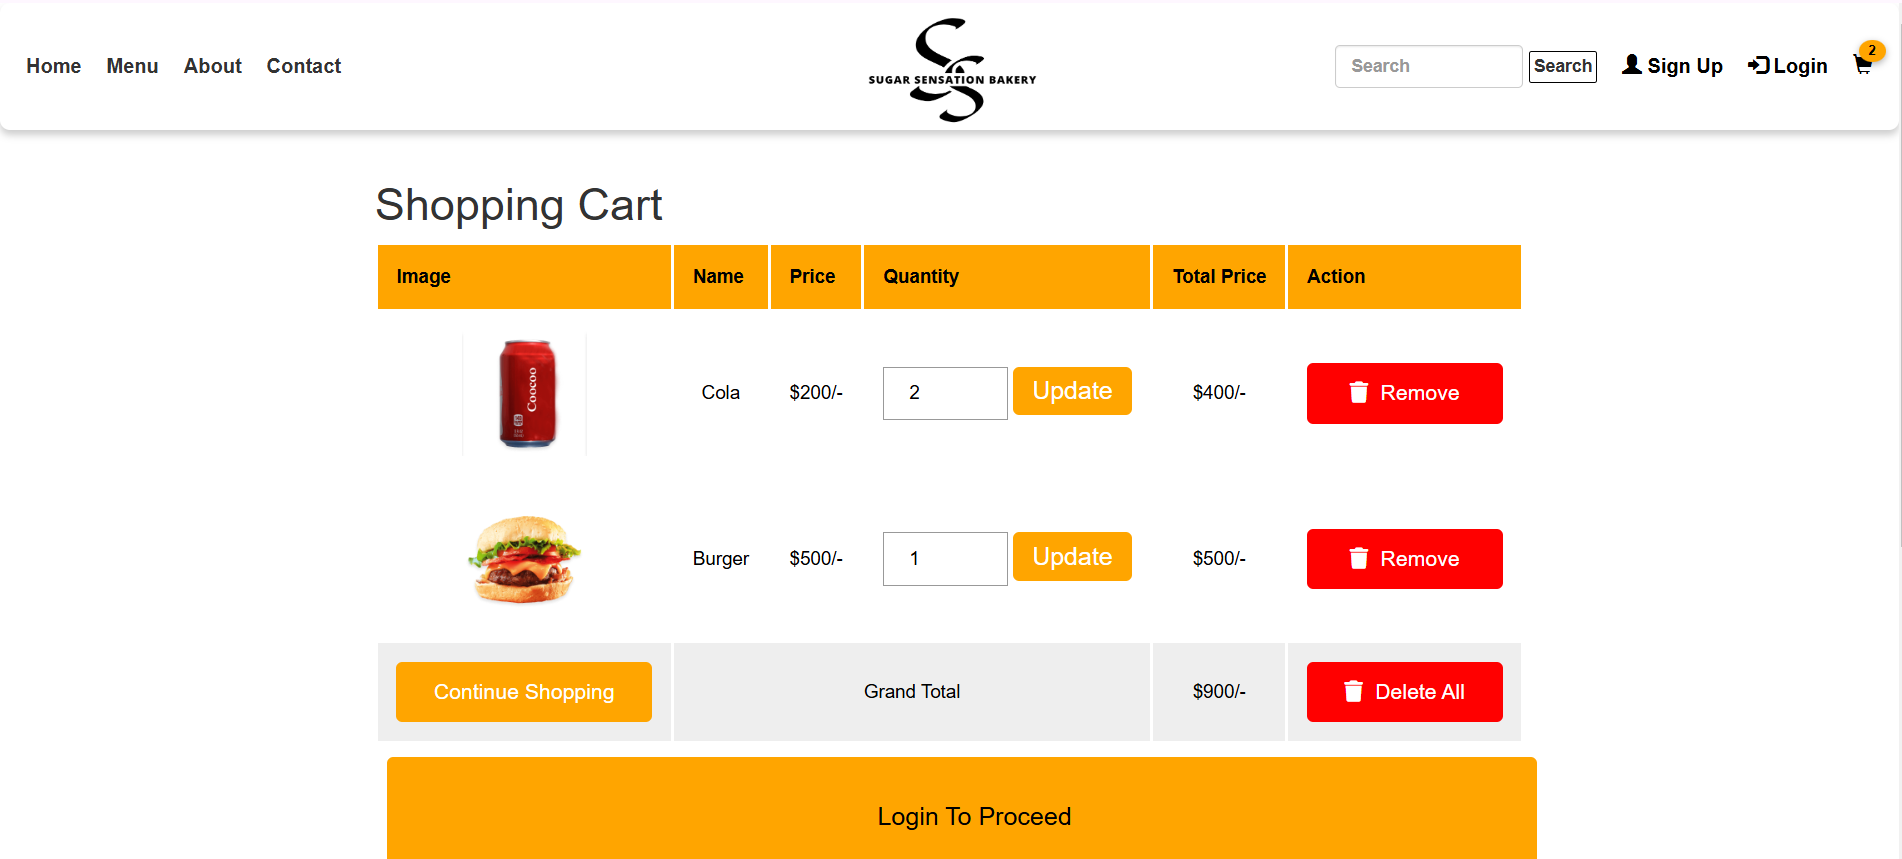 Home Menu About Contact
SUGAR SENSATION BAKERY
Search Search Sign Up Login 2
Shopping Cart
Image Name Price Quantity Total Price Action
Cocoo
Cola $200/- 2 Update $400/- Remove
Burger $500/- 1 Update $500/- Remove
Continue Shopping Grand Total $900/- Delete All
Login To Proceed